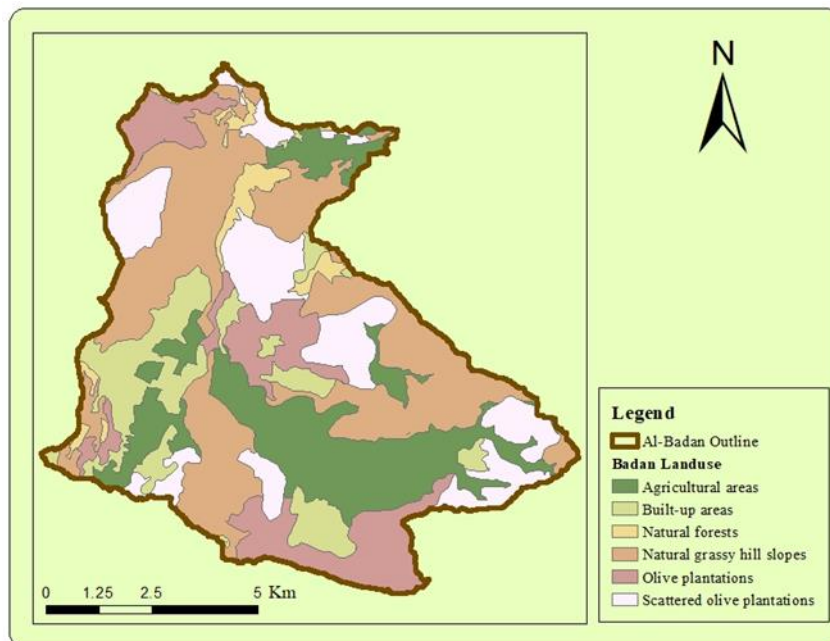 N
Legend
Al-Badan Outline
Badan Landuse
Agricultural areas
Built-up areas
Natural forests
Natural grassy hill slopes
Olive plantations
Scattered olive plantations
0 1.25 2.5 5 Km